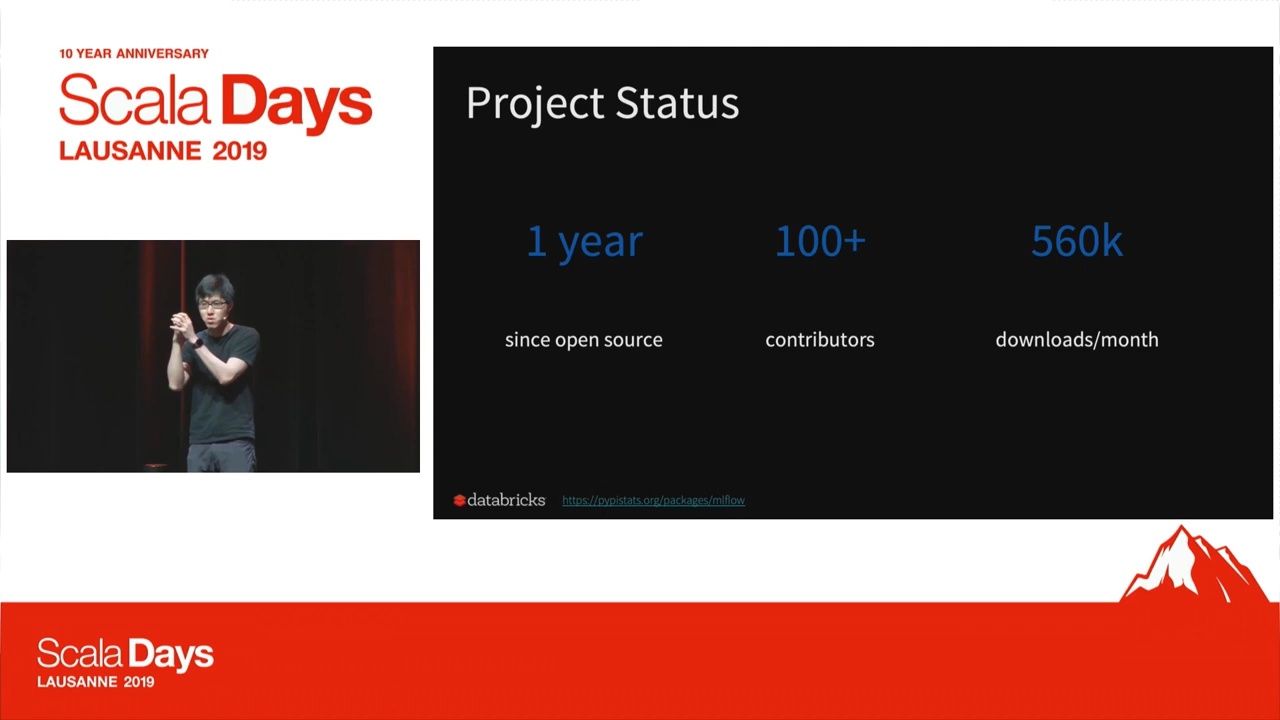 10 YEAR ANNIVERSARY
Scala Days
LAUSANNE 2019
Project Status
1 year
100+
560k
since open source
contributors
downloads/month
databricks
https://pypistats.org/packages/mlflow
Scala Days
LAUSANNE 2019